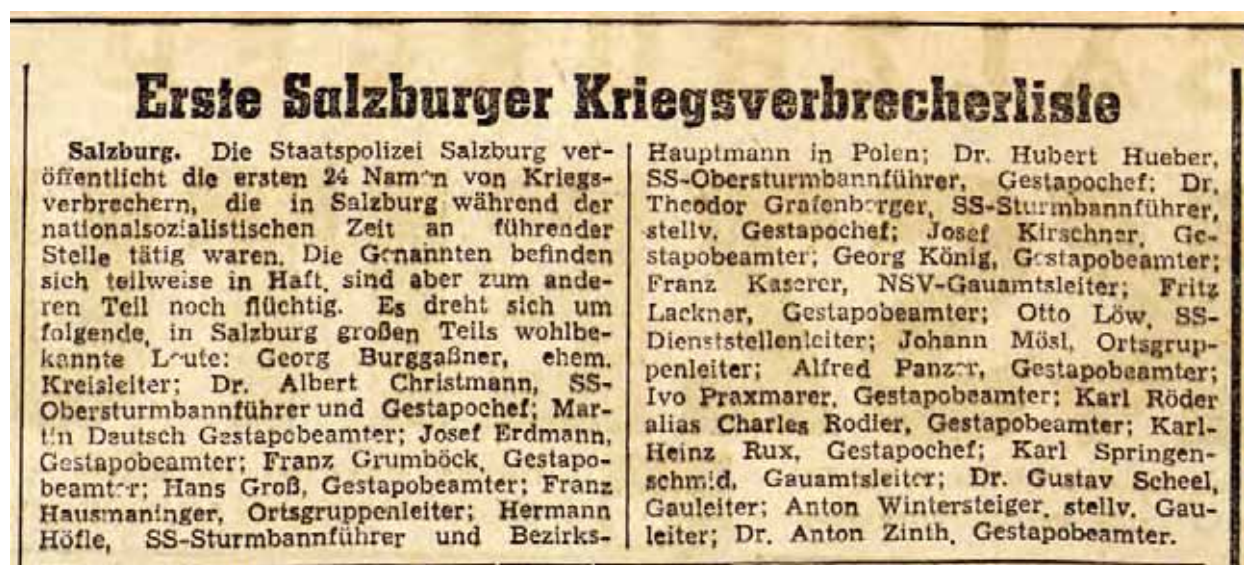 Erste Salzburger Kriegsverbrecherliste
Salzburg. Die Staatspolizei Salzburg ver-
öffentlicht die ersten 24 Namen von Kriegs-
verbrechern, die in Salzburg während der
nationalsozialistischen Zeit an führender
Stelle tätig waren. Die Genannten befinden
sich teilweise in Haft, sind aber zum ande-
ren Teil noch flüchtig. Es dreht sich um
folgende, in Salzburg großen Teils wohlbe-
kannte Leute: Georg Burggaßner, ehem.
Kreisleiter; Dr. Albert Christmann, SS-
Obersturmbannführer und Gestapochef; Mar-
tin Deutsch Gestapobeamter; Josef Erdmann,
Gestapobeamter; Franz Grumböck, Gestapo-
beamter; Hans Groß, Gestapobeamter; Franz
Hausmaninger, Ortsgruppenleiter; Hermann
Höfle, SS-Sturmbannführer und Bezirks-
Hauptmann in Polen; Dr. Hubert Hueber,
SS-Obersturmbannführer, Gestapochef; Dr.
Theodor Grafenberger, SS-Sturmbannführer,
stellv. Gestapochef; Josef Kirschner, Ge-
stapobeamter; Georg König, Gestapobeamter;
Franz Kaserer, NSV-Gauamtsleiter; Fritz
Lackner, Gestapobeamter; Otto Löw, SS-
Dienststellenleiter; Johann Mösl, Ortsgrup-
penleiter; Alfred Panzer, Gestapobeamter;
Ivo Praxmarer, Gestapobeamter; Karl Röder
alias Charles Rodier, Gestapobeamter; Karl-
Heinz Rux, Gestapochef; Karl Springen-
schmid, Gauamtsleiter; Dr. Gustav Scheel,
Gauleiter; Anton Wintersteiger, stellv. Gau-
leiter; Dr. Anton Zinth, Gestapobeamter.